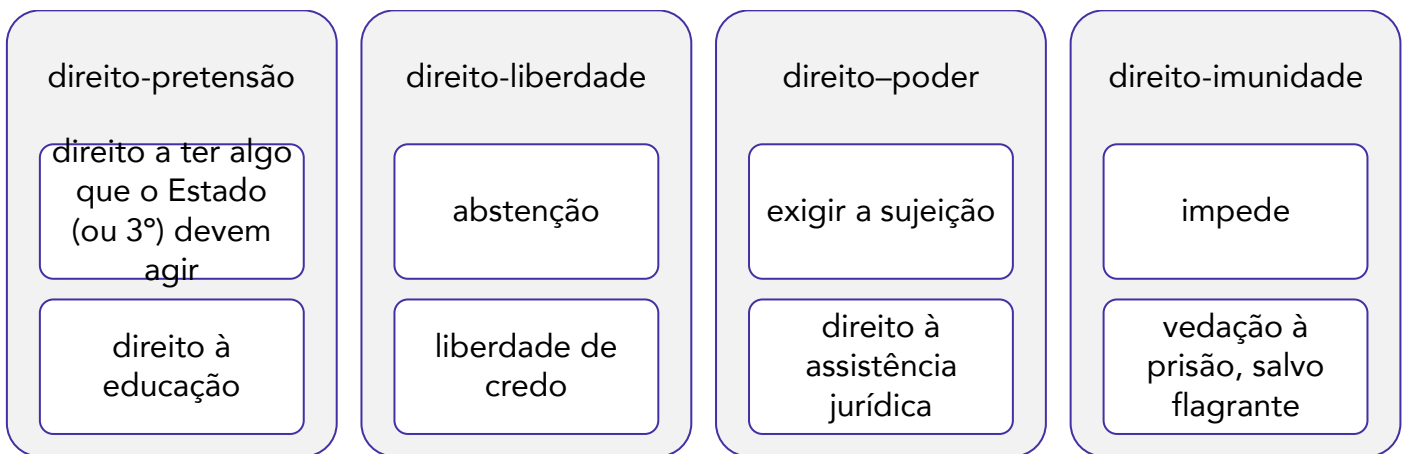 direito-pretensão
direito a ter algo
que o Estado
(ou 3º) devem
agir
direito à
educação
direito-liberdade
abstenção
liberdade de
credo
direito–poder
exigir a sujeição
direito à
assistência
jurídica
direito-imunidade
impede
vedação à
prisão, salvo
flagrante